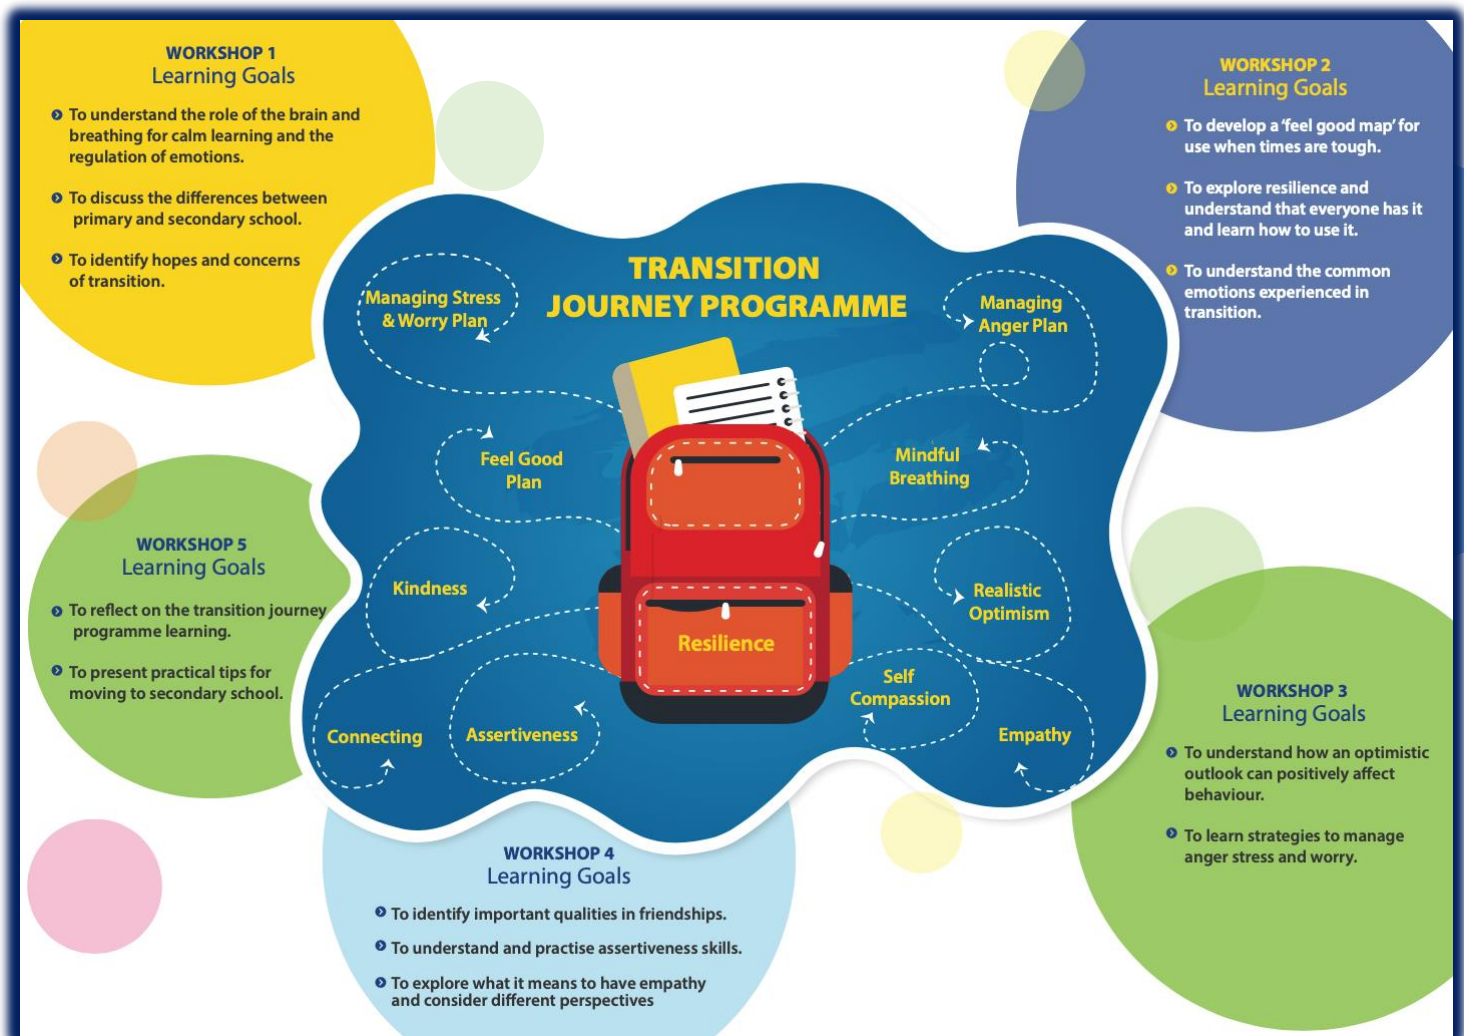 WORKSHOP 1
Learning Goals
To understand the role of the brain and
breathing for calm learning and the
regulation of emotions.
To discuss the differences between
primary and secondary school.
To identify hopes and concerns
of transition.
WORKSHOP 2
Learning Goals
To develop a ‘feel good map’ for
use when times are tough.
To explore resilience and
understand that everyone has it
and learn how to use it.
To understand the common
emotions experienced in
transition.
TRANSITION
JOURNEY PROGRAMME
Managing Stress
& Worry Plan
Managing
Anger Plan
Feel Good
Plan
Mindful
Breathing
Kindness
Realistic
Optimism
Resilience
Connecting
Assertiveness
Self
Compassion
Empathy
WORKSHOP 5
Learning Goals
To reflect on the transition journey
programme learning.
To present practical tips for
moving to secondary school.
WORKSHOP 3
Learning Goals
To understand how an optimistic
outlook can positively affect
behaviour.
To learn strategies to manage
anger stress and worry.
WORKSHOP 4
Learning Goals
To identify important qualities in friendships.
To understand and practise assertiveness skills.
To explore what it means to have empathy
and consider different perspectives